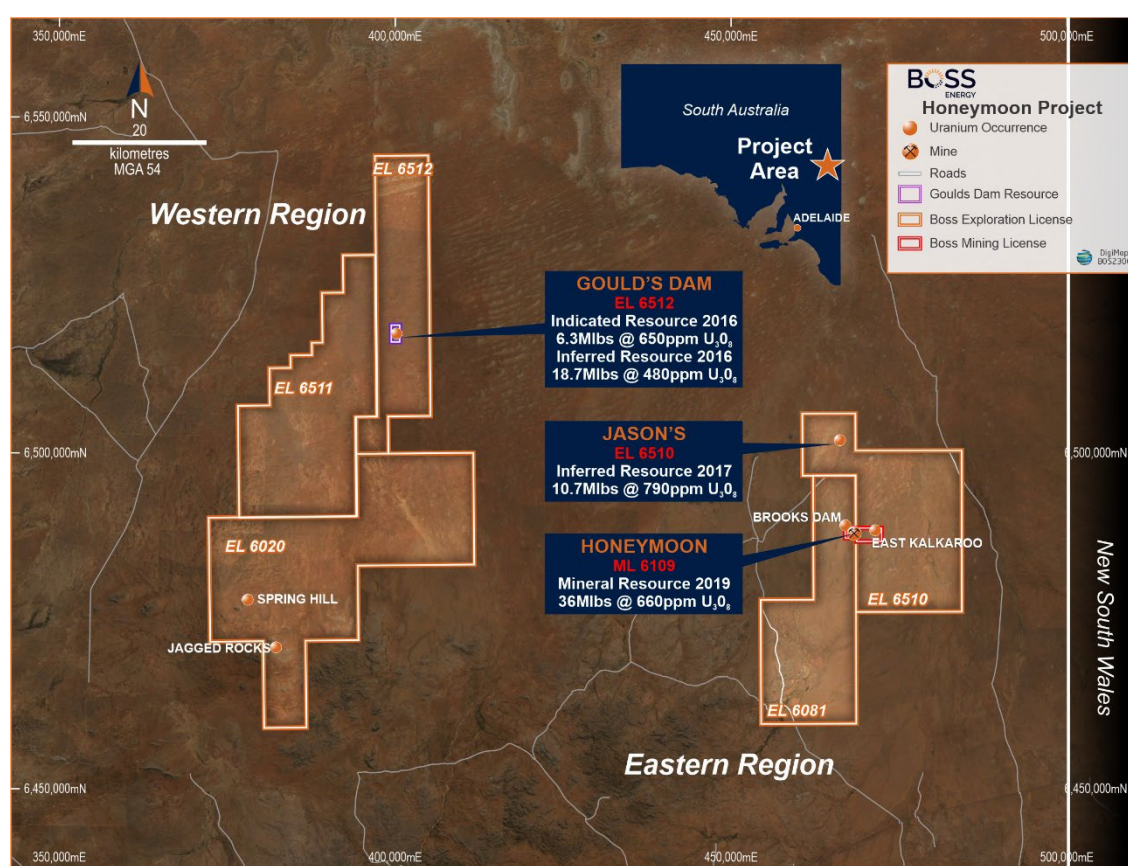 350,000mE
400,000mE
450,000mE
500,000mE
6,550,000mN
N
20
kilometres
MGA 54
EL 6512
Western Region
South Australia
Project
Area
ADELAIDE
BOSS
ENERGY
Honeymoon Project
Uranium Occurrence
Mine
Roads
Goulds Dam Resource
Boss Exploration License
Boss Mining License
DigiMap
GOULD'S DAM
EL 6512
Indicated Resource 2016
6.3Mlbs @ 650ppm U₃0₈
Inferred Resource 2016
18.7Mlbs @ 480ppm U₃0₈
EL 6511
6,500,000mN
6,500,000mN
JASON'S
EL 6510
Inferred Resource 2017
10.7Mlbs @ 790ppm U₃0₈
BROOKS DAM
EAST KALKAROO
HONEYMOON
ML 6109
Mineral Resource 2019
36Mlbs @ 660ppm U₃0₈
EL 6020
SPRING HILL
JAGGED ROCKS
EL 6510
EL 6081
New South Wales
Eastern Region
6,450,000mN
6,450,000mN
350,000mE
400,000mE
450,000mE
500,000mE